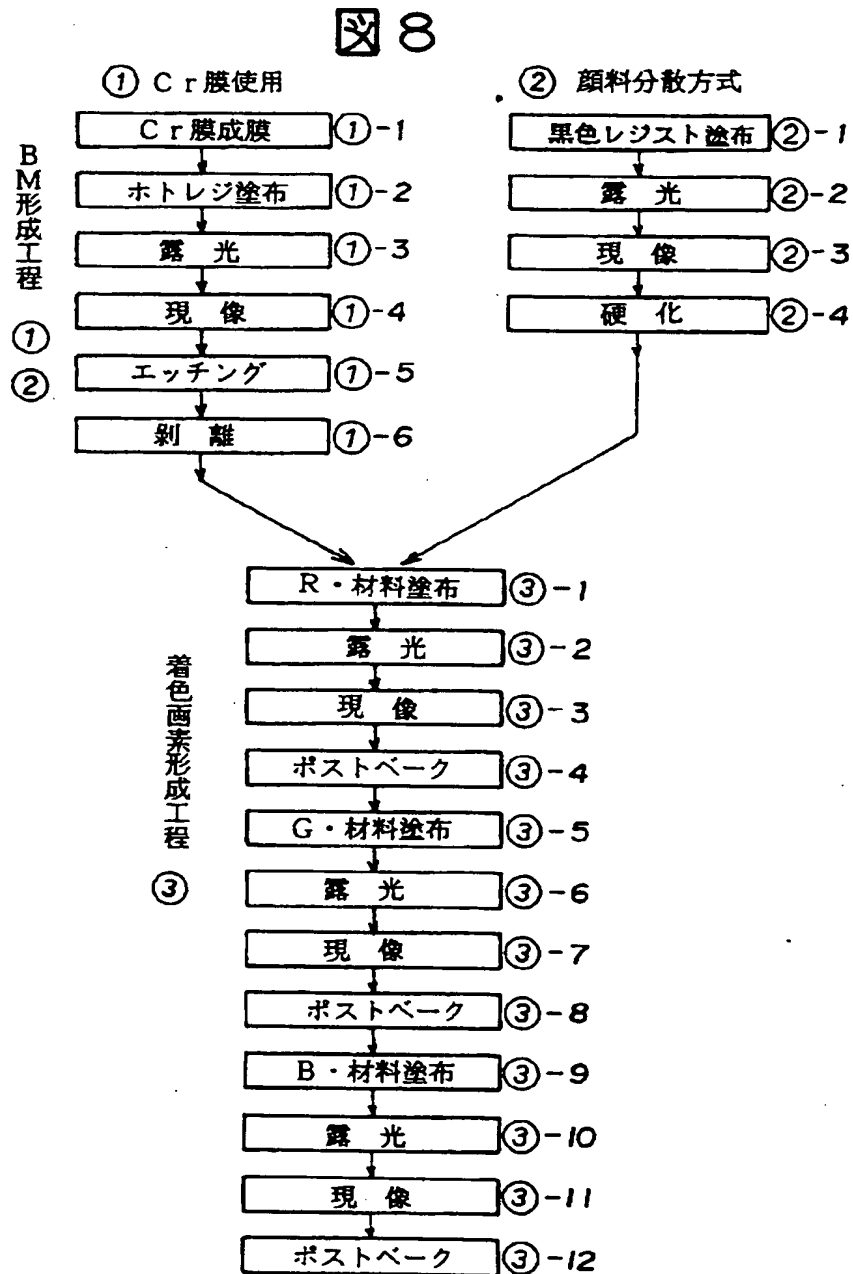 図8
① Cr膜使用
Cr膜成膜 ①-1
ホトレジ塗布 ①-2
露光 ①-3
現像 ①-4
エッチング ①-5
剝離 ①-6
BM形成工程
①
②
② 顔料分散方式
黒色レジスト塗布 ②-1
露光 ②-2
現像 ②-3
硬化 ②-4
着色画素形成工程
③
R・材料塗布 ③-1
露光 ③-2
現像 ③-3
ポストベーク ③-4
G・材料塗布 ③-5
露光 ③-6
現像 ③-7
ポストベーク ③-8
B・材料塗布 ③-9
露光 ③-10
現像 ③-11
ポストベーク ③-12